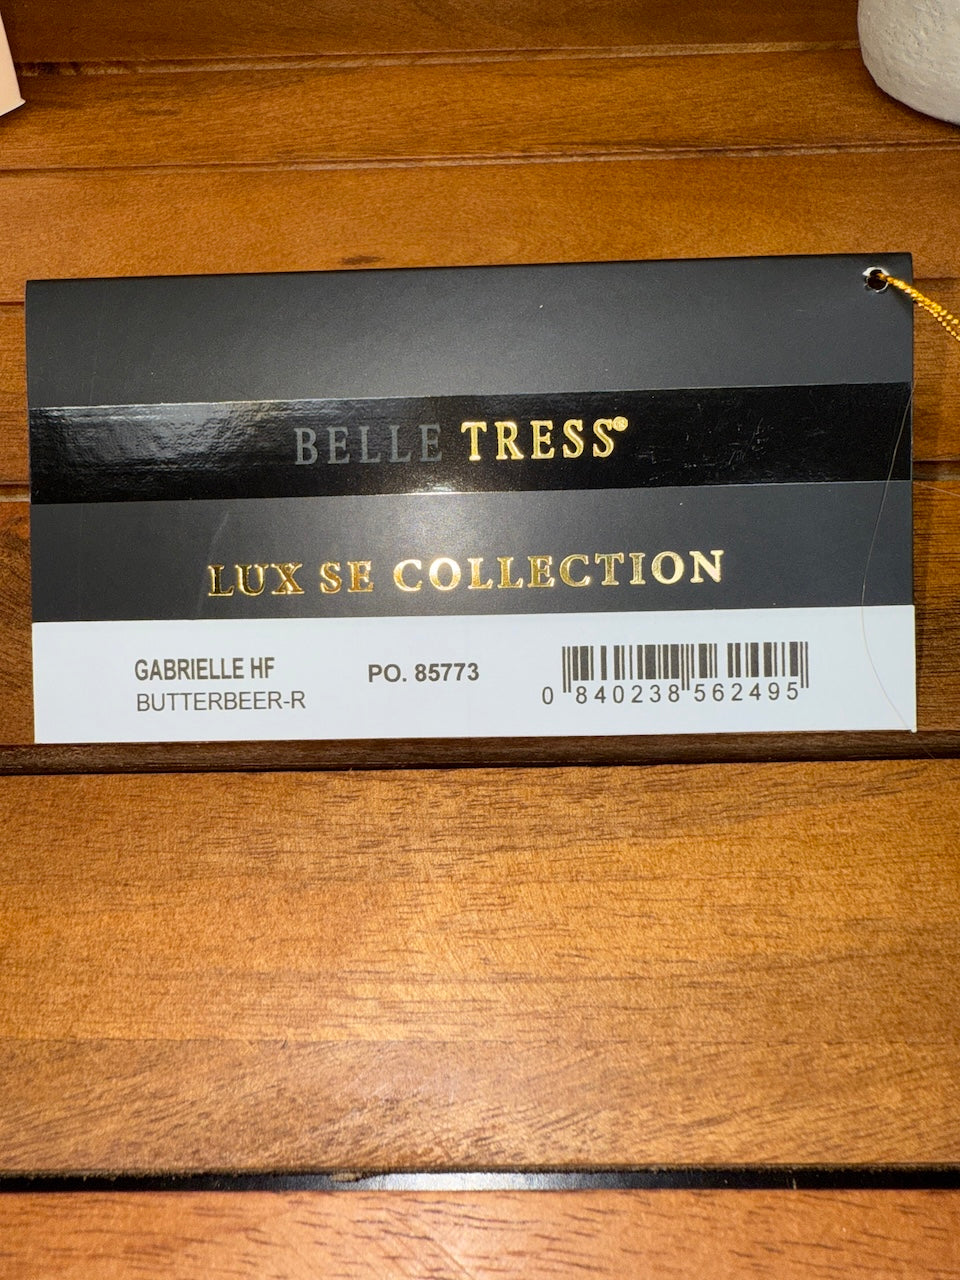 BELLE TRESS®
LUX SE COLLECTION
GABRIELLE HF
BUTTERBEER-R
PO. 85773
0 840238 562495